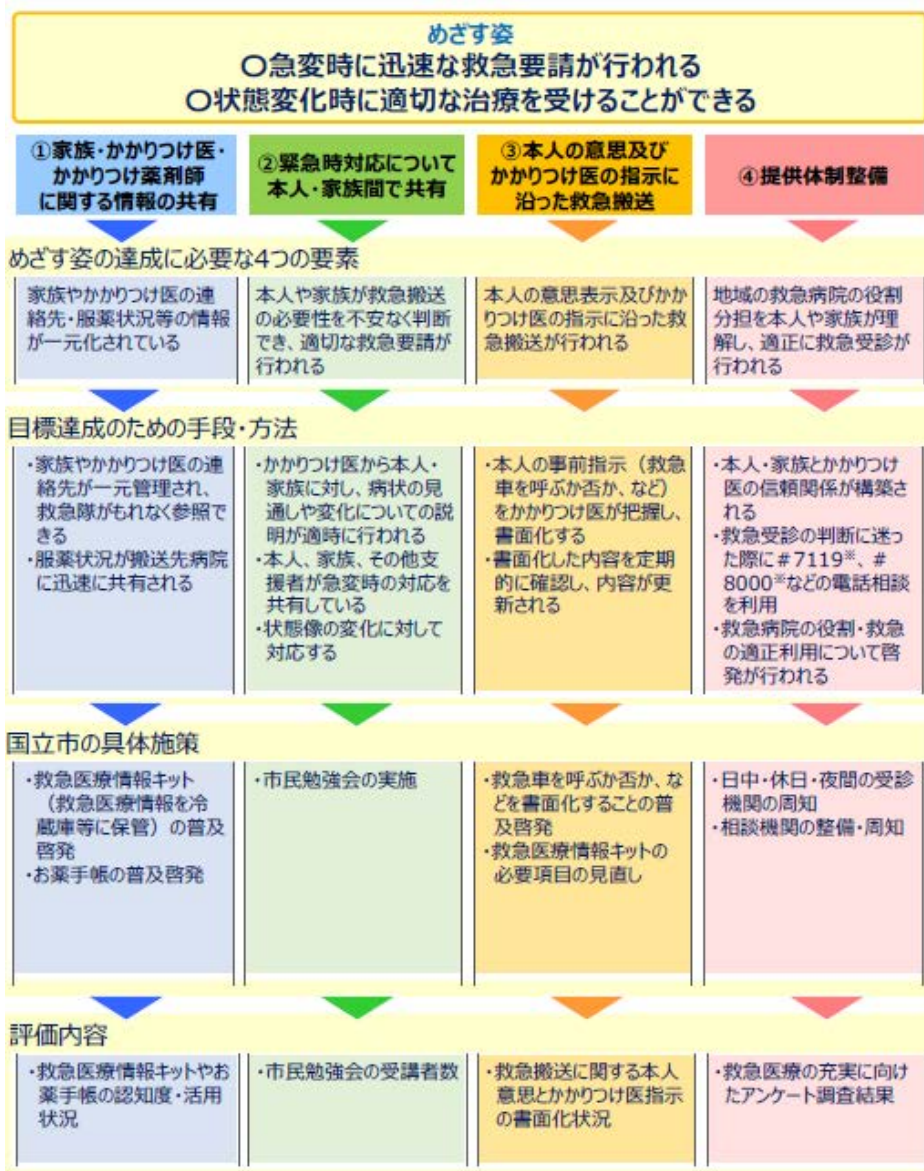 めざす姿
〇急変時に迅速な救急要請が行われる
〇状態変化時に適切な治療を受けることができる
①家族・かかりつけ医・
かかりつけ薬剤師
に関する情報の共有
②緊急時対応について
本人・家族間で共有
③本人の意思及び
かかりつけ医の指示に
沿った救急搬送
④提供体制整備
めざす姿の達成に必要な4つの要素
家族やかかりつけ医の連
絡先・服薬状況等の情報
が一元化されている
本人や家族が救急搬送
の必要性を不安なく判断
でき、適切な救急要請が
行われる
本人の意思表示及びかか
りつけ医の指示に沿った救
急搬送が行われる
地域の救急病院の役割
分担を本人や家族が理
解し、適正に救急受診が
行われる
目標達成のための手段・方法
・家族やかかりつけ医の連
絡先が一元管理され、
救急隊がもれなく参照で
きる
・服薬状況が搬送先病院
に迅速に共有される
・かかりつけ医から本人・
家族に対し、病状の見
通しや変化についての説
明が適時に行われる
・本人、家族、その他支
援者が急変時の対応を
共有している
・状態像の変化に対して
対応する
・本人の事前指示（救急
車を呼ぶか否か、など）
をかかりつけ医が把握し、
書面化する
・書面化した内容を定期
的に確認し、内容が更
新される
・本人・家族とかかりつけ
医の信頼関係が構築さ
れる
・救急受診の判断に迷っ
た際に#7119※、#
8000※などの電話相談
を利用
・救急病院の役割・救急
の適正利用について啓
発が行われる
国立市の具体施策
・救急医療情報キット
（救急医療情報を冷
蔵庫等に保管）の普及
啓発
・お薬手帳の普及啓発
・市民勉強会の実施
・救急車を呼ぶか否か、な
どを書面化することの普
及啓発
・救急医療情報キットの
必要項目の見直し
・日中・休日・夜間の受診
機関の周知
・相談機関の整備・周知
評価内容
・救急医療情報キットやお
薬手帳の認知度・活用
状況
・市民勉強会の受講者数
・救急搬送に関する本人
意思とかかりつけ医指示
の書面化状況
・救急医療の充実に向け
たアンケート調査結果